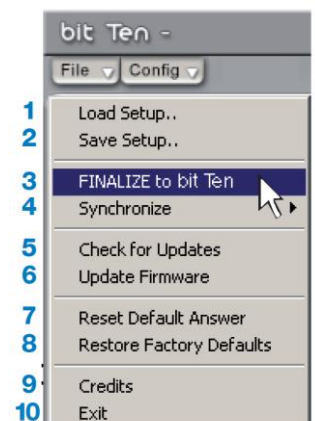 bit Ten -
File Config
1 Load Setup..
2 Save Setup..
3 FINALIZE to bit Ten
4 Synchronize
5 Check for Updates
6 Update Firmware
7 Reset Default Answer
8 Restore Factory Defaults
9 Credits
10 Exit